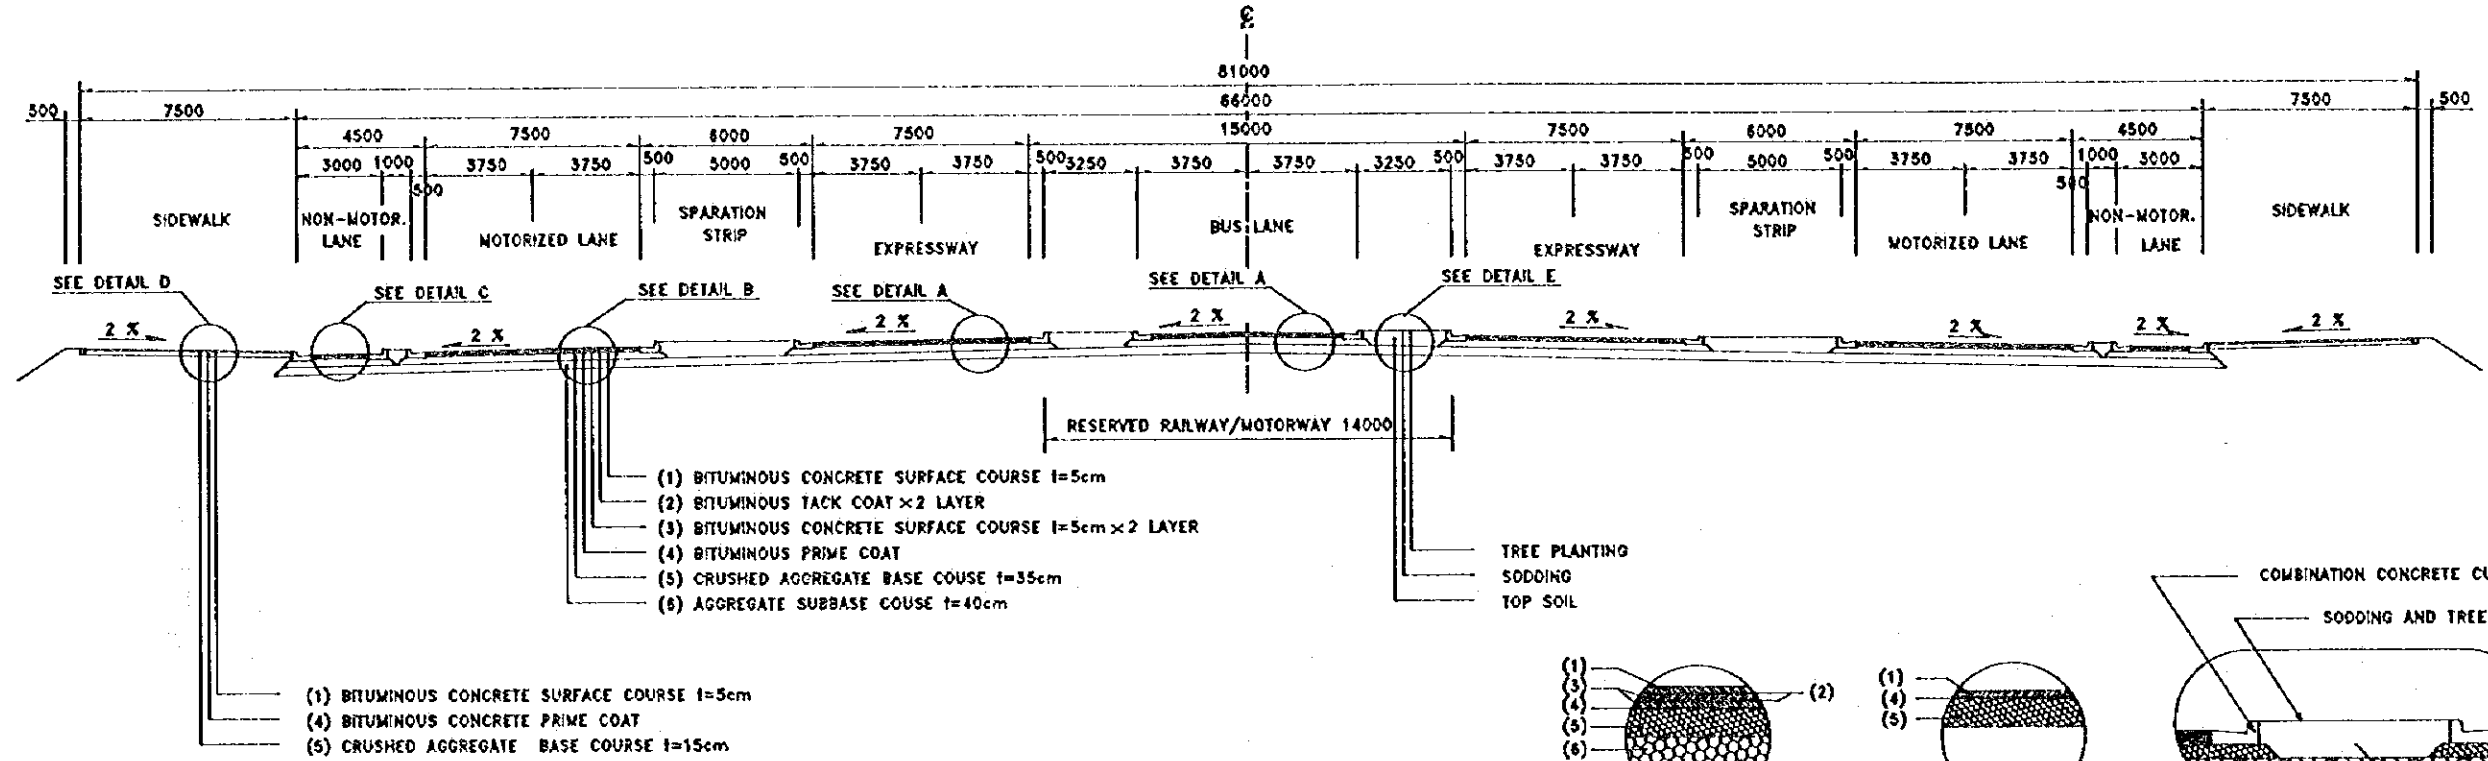 ℄
81000
66000
500 7500 7500 500
4500 7500 6000 7500 15000 7500 6000 7500 4500
3000 1000 500 3750 3750 500 5000 500 3750 3750 500 3250 3750 3750 3250 500 3750 3750 500 5000 500 3750 3750 500 1000 3000
SIDEWALK
NON-MOTOR.
LANE
MOTORIZED LANE
SPARATION
STRIP
EXPRESSWAY
BUS LANE
EXPRESSWAY
SPARATION
STRIP
MOTORIZED LANE
NON-MOTOR.
LANE
SIDEWALK
SEE DETAIL D
SEE DETAIL C
SEE DETAIL B
SEE DETAIL A
SEE DETAIL A
SEE DETAIL E
2 % 2 % 2 % 2 % 2 % 2 % 2 % 2 %
RESERVED RAILWAY/MOTORWAY 14000
(1) BITUMINOUS CONCRETE SURFACE COURSE t=5cm
(2) BITUMINOUS TACK COAT ×2 LAYER
(3) BITUMINOUS CONCRETE SURFACE COURSE t=5cm×2 LAYER
(4) BITUMINOUS PRIME COAT
(5) CRUSHED AGGREGATE BASE COUSE t=35cm
(6) AGGREGATE SUBBASE COUSE t=40cm
TREE PLANTING
SODDING
TOP SOIL
(1) BITUMINOUS CONCRETE SURFACE COURSE t=5cm
(4) BITUMINOUS CONCRETE PRIME COAT
(5) CRUSHED AGGREGATE BASE COURSE t=15cm
(1)
(3)
(4)
(5)
(6)
(2)
(1)
(4)
(5)
COMBINATION CONCRETE CU
SODDING AND TREE